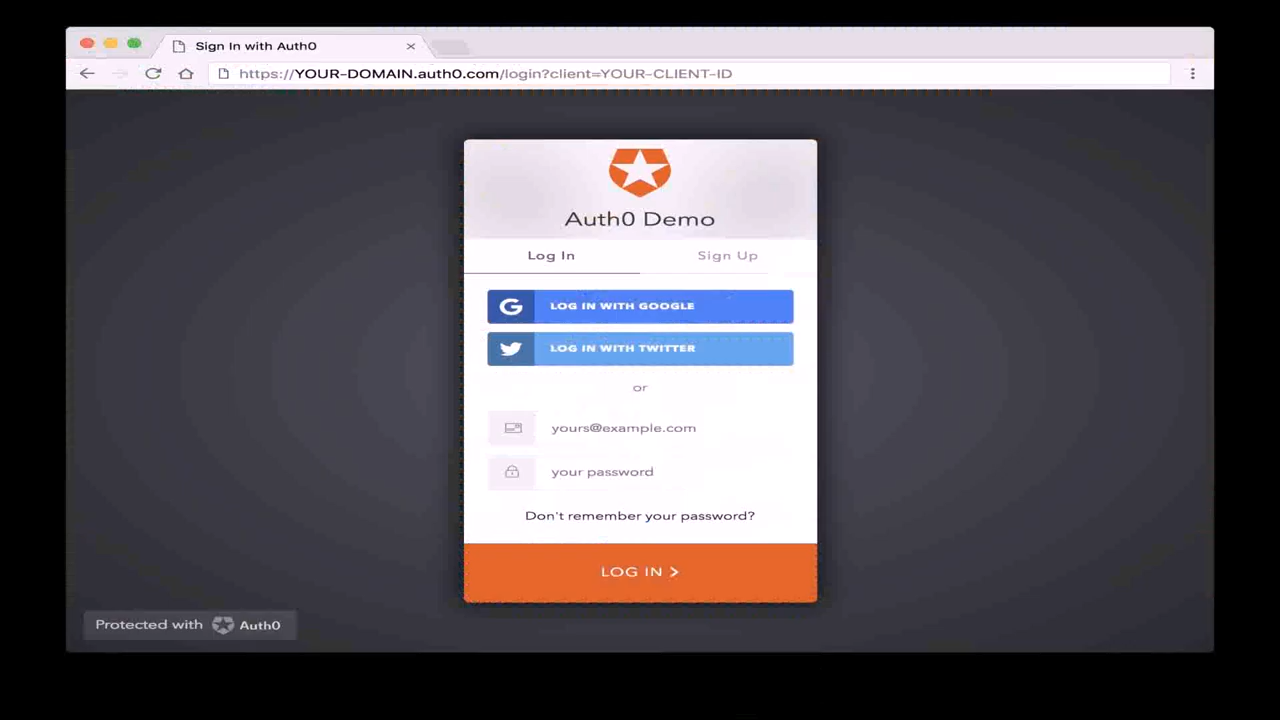 Sign In with Auth0
https://YOUR-DOMAIN.auth0.com/login?client=YOUR-CLIENT-ID
Auth0 Demo
Log In Sign Up
LOG IN WITH GOOGLE
LOG IN WITH TWITTER
or
yours@example.com
your password
Don't remember your password?
LOG IN >
Protected with Auth0